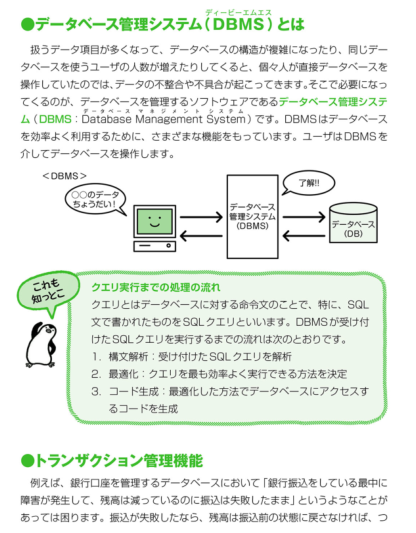 ディービーエムエス
●データベース管理システム(DBMS)とは
扱うデータ項目が多くなって、データベースの構造が複雑になったり、同じデー
タベースを使うユーザの人数が増えたりしてくると、個々人が直接データベースを
操作していたのでは、データの不整合や不具合が起こってきます。そこで必要になっ
てくるのが、データベースを管理するソフトウェアであるデータベース管理システ
データベース マネジメント システム
ム(DBMS:Database Management System)です。DBMSはデータベース
を効率よく利用するために、さまざまな機能をもっています。ユーザはDBMSを
介してデータベースを操作します。
<DBMS>
○○のデータ
ちょうだい!
了解!!
データベース
管理システム
(DBMS)
データベース
(DB)
これも
知っとこ
クエリ実行までの処理の流れ
クエリとはデータベースに対する命令文のことで、特に、SQL
文で書かれたものをSQLクエリといいます。DBMSが受け付
けたSQLクエリを実行するまでの流れは次のとおりです。
1. 構文解析:受け付けたSQLクエリを解析
2. 最適化:クエリを最も効率よく実行できる方法を決定
3. コード生成:最適化した方法でデータベースにアクセスす
るコードを生成
●トランザクション管理機能
例えば、銀行口座を管理するデータベースにおいて「銀行振込をしている最中に
障害が発生して、残高は減っているのに振込は失敗したまま」というようなことが
あっては困ります。振込が失敗したなら、残高は振込前の状態に戻さなければ、つ